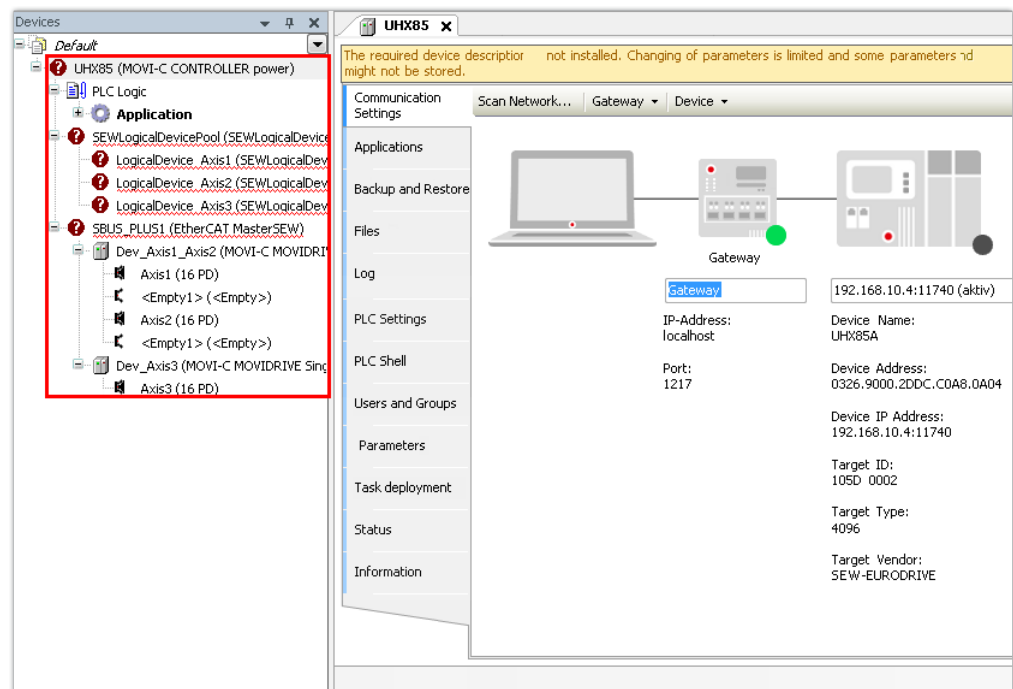 Devices
Default
UHX85 (MOVI-C CONTROLLER power)
PLC Logic
Application
SEWLogicalDevicePool (SEWLogicalDevice
LogicalDevice_Axis1 (SEWLogicalDev
LogicalDevice_Axis2 (SEWLogicalDev
LogicalDevice_Axis3 (SEWLogicalDev
SBUS_PLUS1 (EtherCAT MasterSEW)
Dev_Axis1_Axis2 (MOVI-C MOVIDRI
Axis1 (16 PD)
<Empty1> (<Empty>)
Axis2 (16 PD)
<Empty1> (<Empty>)
Dev_Axis3 (MOVI-C MOVIDRIVE Sing
Axis3 (16 PD)
UHX85
The required device description not installed. Changing of parameters is limited and some parameters
might not be stored.
Communication
Settings
Applications
Backup and Restore
Files
Log
PLC Settings
PLC Shell
Users and Groups
Parameters
Task deployment
Status
Information
Scan Network... Gateway Device
Gateway
Gateway
IP-Address:
localhost
Port:
1217
192.168.10.4:11740 (aktiv)
Device Name:
UHX85A
Device Address:
0326.9000.2DDC.C0A8.0A04
Device IP Address:
192.168.10.4:11740
Target ID:
105D 0002
Target Type:
4096
Target Vendor:
SEW-EURODRIVE